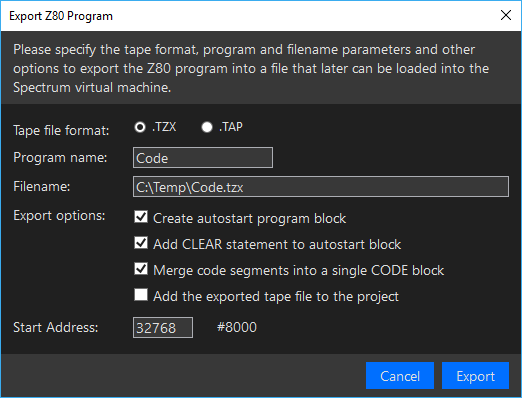 Export Z80 Program
Please specify the tape format, program and filename parameters and other
options to export the Z80 program into a file that later can be loaded into the
Spectrum virtual machine.
Tape file format: .TZX .TAP
Program name: Code
Filename: C:\Temp\Code.tzx
Export options: Create autostart program block
Add CLEAR statement to autostart block
Merge code segments into a single CODE block
Add the exported tape file to the project
Start Address: 32768 #8000
Cancel Export